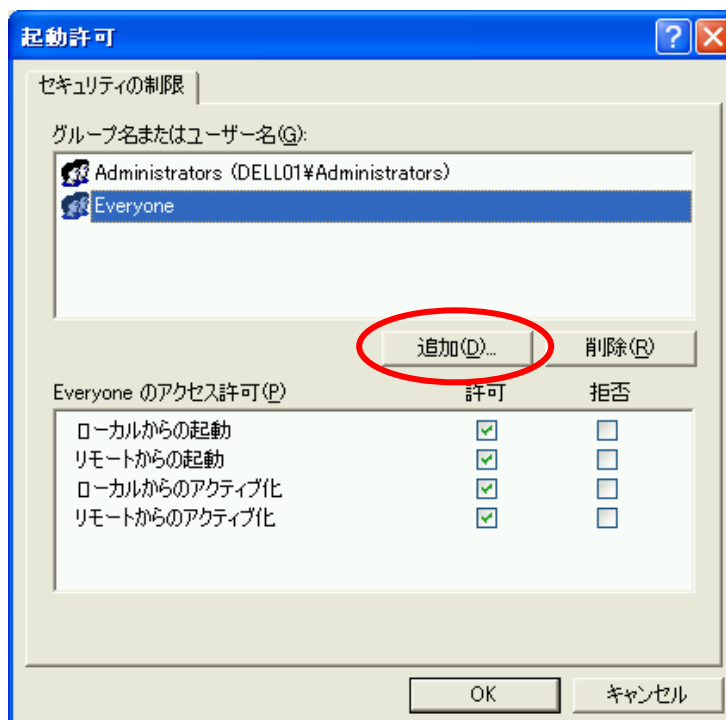 起動許可
セキュリティの制限
グループ名またはユーザー名(G):
Administrators (DELL01¥Administrators)
Everyone
追加(D)... 削除(R)
Everyone のアクセス許可(P) 許可 拒否
ローカルからの起動
リモートからの起動
ローカルからのアクティブ化
リモートからのアクティブ化
OK キャンセル